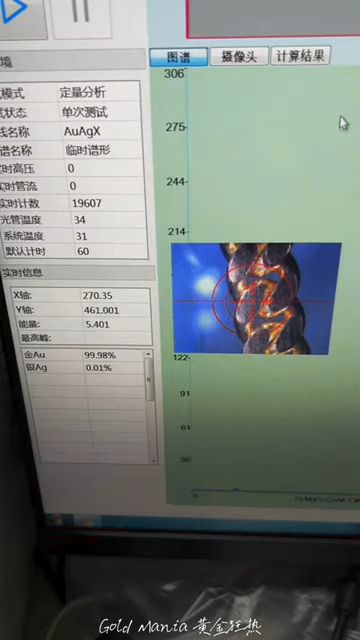 图谱 摄像头 计算结果
境
式模式 定量分析
试状态 单次测试
线名称 AuAgX
谱名称 临时谱形
实时高压 0
实时管流 0
实时计数 19607
光管温度 34
系统温度 31
默认计时 60
实时信息
X轴: 270.35
Y轴: 461.001
能量: 5.401
最高峰:
金Au 99.98%
银Ag 0.01%
306
275
244
214
122
91
61
30
0
Gold Mania 黄金狂热